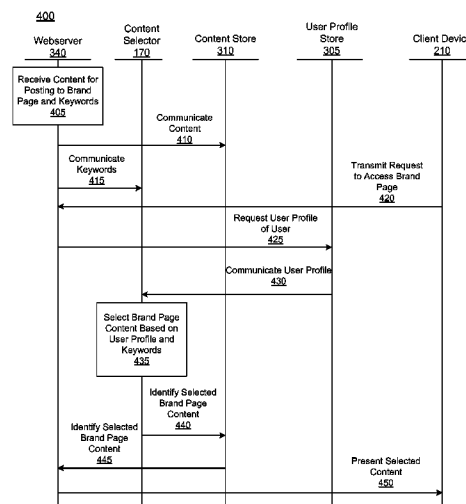 400
Webserver
340
Content
Selector
170
Content Store
310
User Profile
Store
305
Client Devic
210
Receive Content for
Posting to Brand
Page and Keywords
405
Communicate
Content
410
Communicate
Keywords
415
Transmit Request
to Access Brand
Page
420
Request User Profile
of User
425
Communicate User Profile
430
Select Brand Page
Content Based on
User Profile and
Keywords
435
Identify Selected
Brand Page
Content
440
Identify Selected
Brand Page
Content
445
Present Selected
Content
450